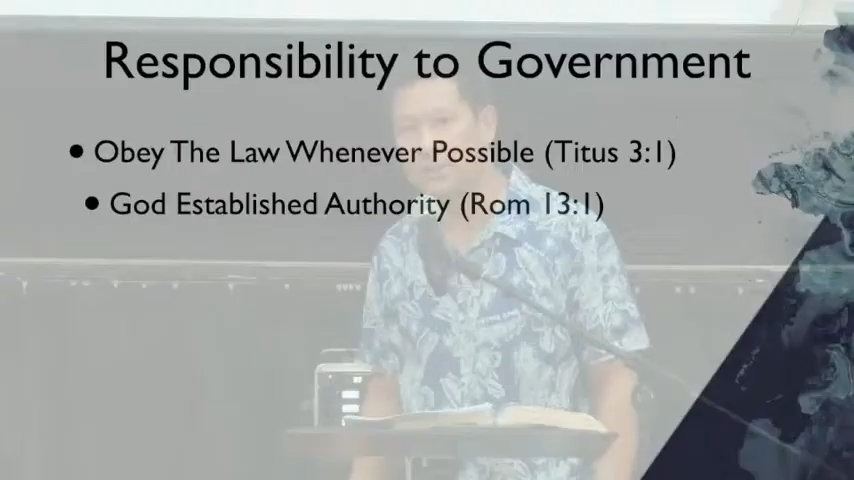 Responsibility to Government
• Obey The Law Whenever Possible (Titus 3:1)
• God Established Authority (Rom 13:1)